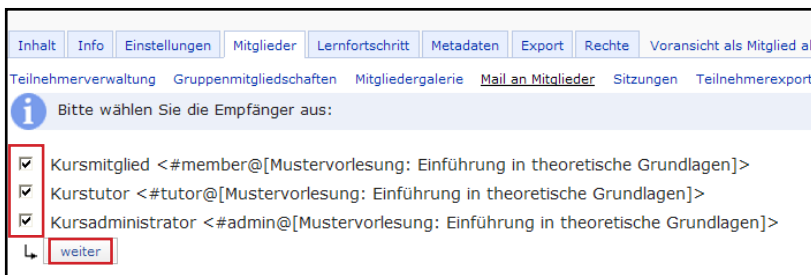 Inhalt Info Einstellungen Mitglieder Lernfortschritt Metadaten Export Rechte Voransicht als Mitglied
Teilnehmerverwaltung Gruppenmitgliedschaften Mitgliedergalerie Mail an Mitglieder Sitzungen Teilnehmerexport
Bitte wählen Sie die Empfänger aus:
Kursmitglied <#member@[Mustervorlesung: Einführung in theoretische Grundlagen]>
Kurstutor <#tutor@[Mustervorlesung: Einführung in theoretische Grundlagen]>
Kursadministrator <#admin@[Mustervorlesung: Einführung in theoretische Grundlagen]>
weiter